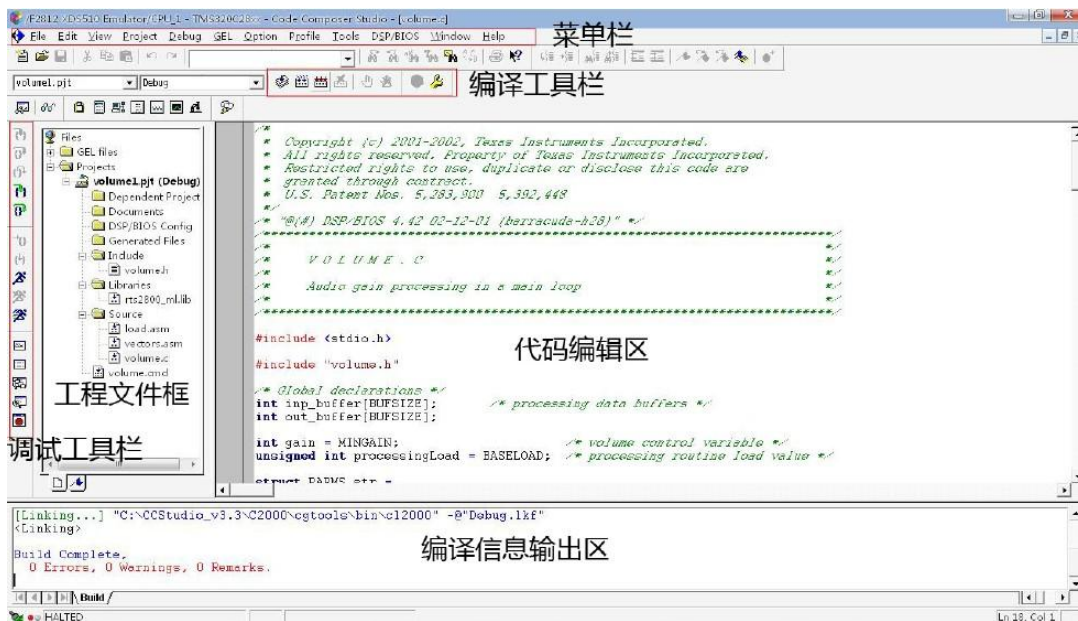 /F2812 XDS510 Emulator/CPU_1 - TMS320C28xx - Code Composer Studio - [volume.c]
File Edit View Project Debug GEL Option Profile Tools DSP/BIOS Window Help
菜单栏
volume1.pjt Debug
编译工具栏
Files
GEL files
Projects
volume1.pjt (Debug)
Dependent Project
Documents
DSP/BIOS Config
Generated Files
Include
volume.h
Libraries
rts2800_ml.lib
Source
load.asm
vectors.asm
volume.c
volume.cmd
工程文件框
调试工具栏
/*
* Copyright (c) 2001-2002, Texas Instruments Incorporated.
* All rights reserved. Property of Texas Instruments Incorporated.
* Restricted rights to use, duplicate or disclose this code are
* granted through contract.
* U.S. Patent Nos. 5,283,900 5,392,448
*/
/* "@(#) DSP/BIOS 4.42 02-12-01 (barracuda-h28)" */
/* V O L U M E . C */
/* Audio gain processing in a main loop */
#include <stdio.h>
代码编辑区
#include "volume.h"
/* Global declarations */
int inp_buffer[BUFSIZE]; /* processing data buffers */
int out_buffer[BUFSIZE];
int gain = MINGAIN; /* volume control variable */
unsigned int processingLoad = BASELOAD; /* processing routine load value */
struct PARMS str =
[Linking...] "C:\CCStudio_v3.3\C2000\cgtools\bin\cl2000" -@"Debug.lkf"
<Linking>
编译信息输出区
Build Complete,
0 Errors, 0 Warnings, 0 Remarks.
Build
HALTED
Ln 18, Col 1